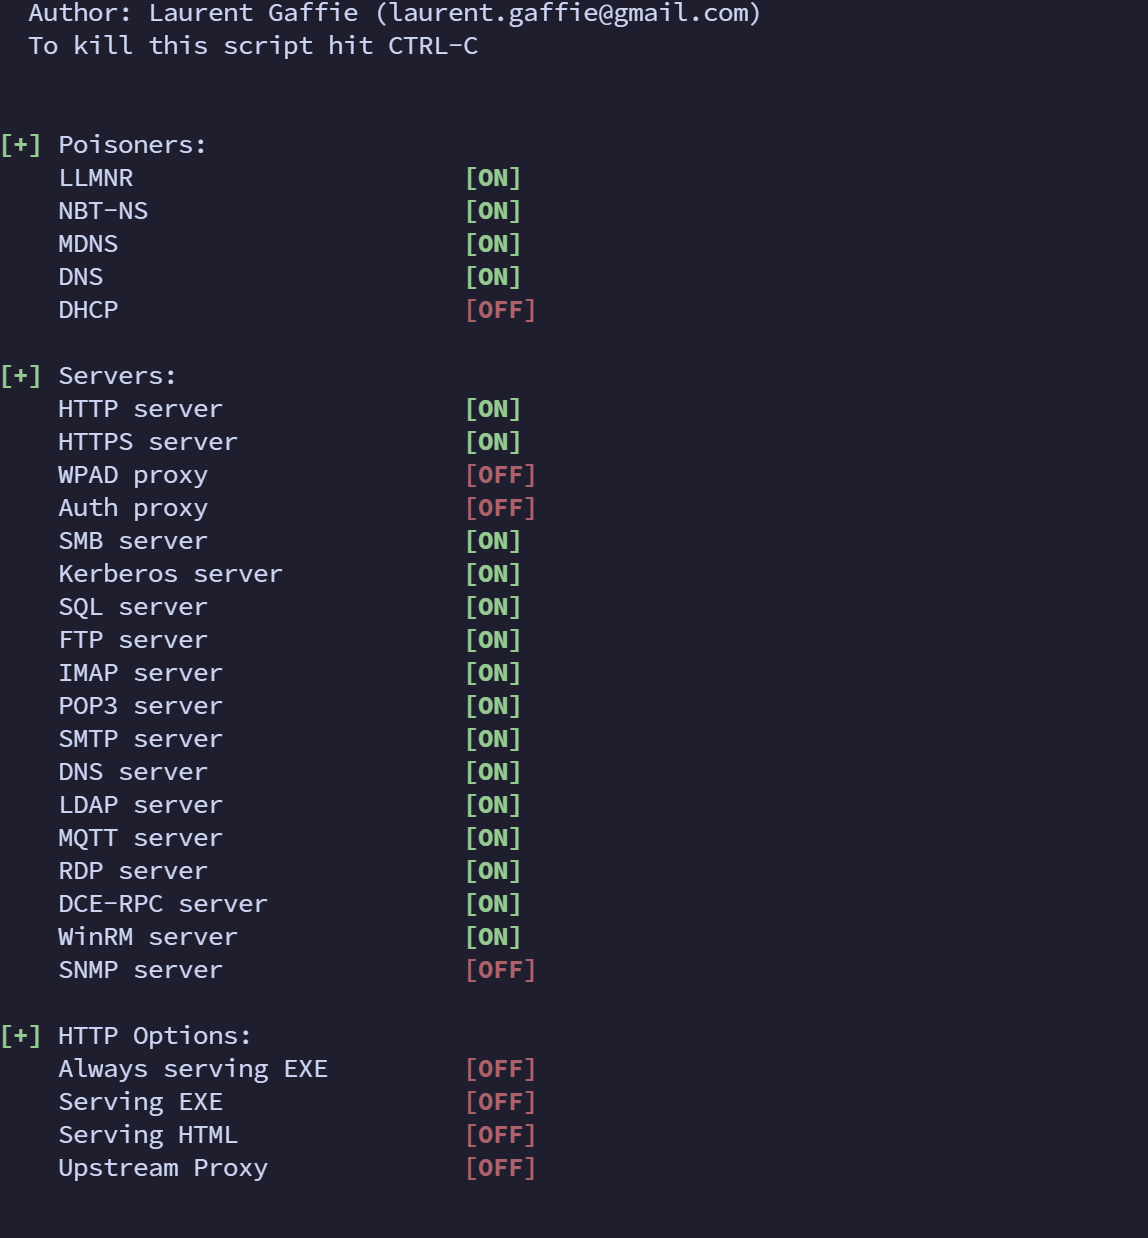 Author: Laurent Gaffie (laurent.gaffie@gmail.com)
To kill this script hit CTRL-C
[+] Poisoners:
LLMNR [ON]
NBT-NS [ON]
MDNS [ON]
DNS [ON]
DHCP [OFF]
[+] Servers:
HTTP server [ON]
HTTPS server [ON]
WPAD proxy [OFF]
Auth proxy [OFF]
SMB server [ON]
Kerberos server [ON]
SQL server [ON]
FTP server [ON]
IMAP server [ON]
POP3 server [ON]
SMTP server [ON]
DNS server [ON]
LDAP server [ON]
MQTT server [ON]
RDP server [ON]
DCE-RPC server [ON]
WinRM server [ON]
SNMP server [OFF]
[+] HTTP Options:
Always serving EXE [OFF]
Serving EXE [OFF]
Serving HTML [OFF]
Upstream Proxy [OFF]